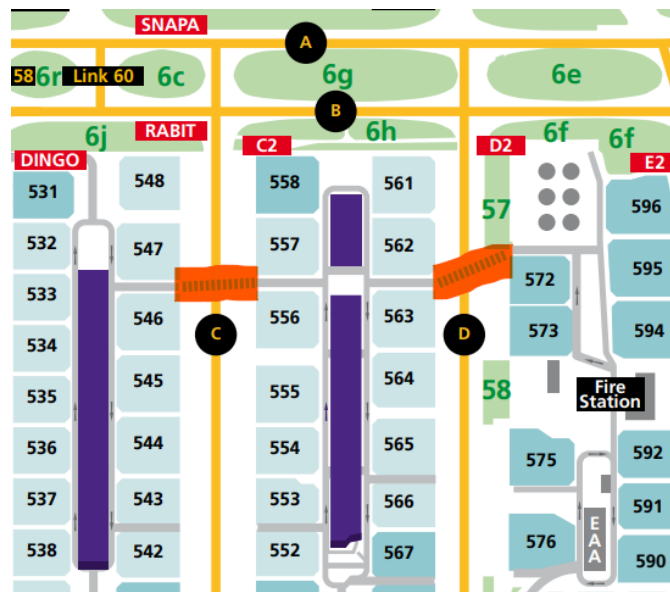 SNAPA
A
58 6r Link 60 6c
6g
6e
B
6j
RABIT
C2
6h
D2
6f
6f
E2
DINGO
531
548
558
561
57
596
532
547
557
562
572
595
533
546
556
563
C
D
573
594
534
545
555
564
58
Fire
Station
535
536
544
554
565
575
592
537
543
553
566
591
538
542
552
567
576
E
A
A
590